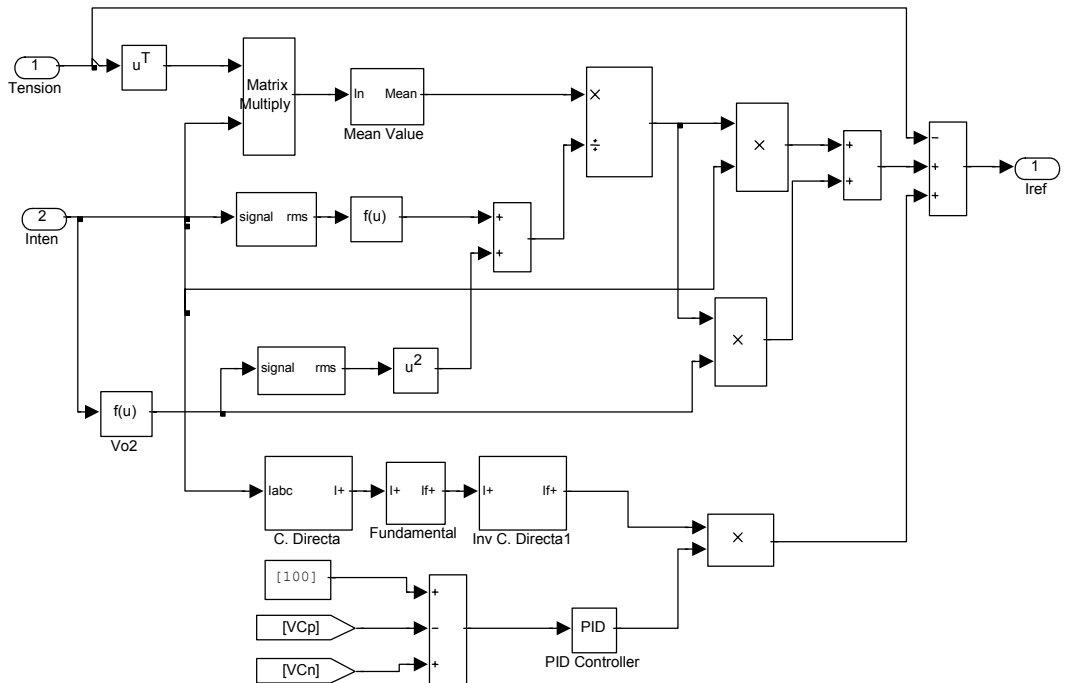 1
Tension
u^T
Matrix
Multiply
In Mean
Mean Value
×
÷
×
+
+
−
+
+
1
Iref
2
Inten
signal rms
f(u)
+
+
signal rms
u^2
×
f(u)
Vo2
Iabc I+
C. Directa
I+ If+
Fundamental
I+ If+
Inv C. Directa1
×
[100]
[VCp]
[VCn]
+
−
+
PID
PID Controller